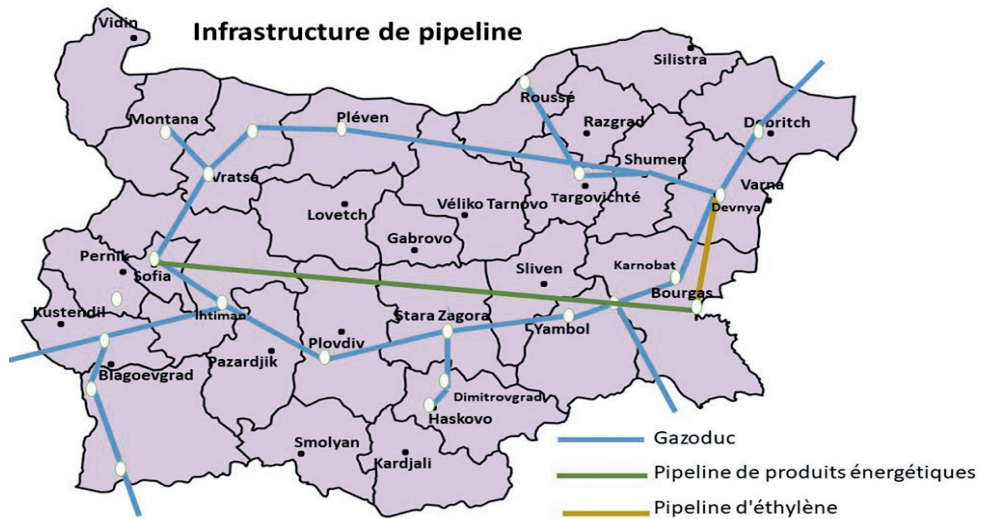 Infrastructure de pipeline
Vidin
Silistra
Montana
Pléven
Roussé
Razgrad
Dobritch
Vratsa
Shumen
Targovichté
Varna
Devnya
Lovetch
Véliko Tarnovo
Gabrovo
Pernik
Sofia
Sliven
Karnobat
Bourgas
Kustendil
Ihtiman
Stara Zagora
Yambol
Plovdiv
Pazardjik
Blagoevgrad
Dimitrovgrad
Haskovo
Smolyan
Kardjali
Gazoduc
Pipeline de produits énergétiques
Pipeline d'éthylène